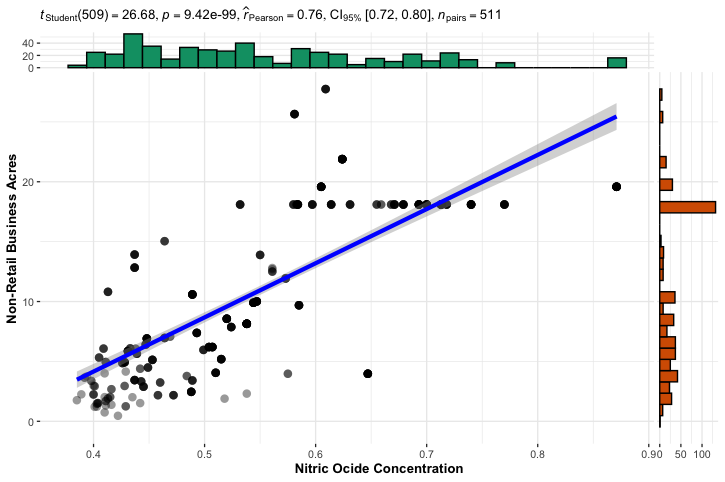 tStudent(509) = 26.68, p = 9.42e-99, r̂Pearson = 0.76, CI95% [0.72, 0.80], npairs = 511
40
20
0
20
10
0
Non-Retail Business Acres
0.4 0.5 0.6 0.7 0.8 0.90 50 100
Nitric Ocide Concentration